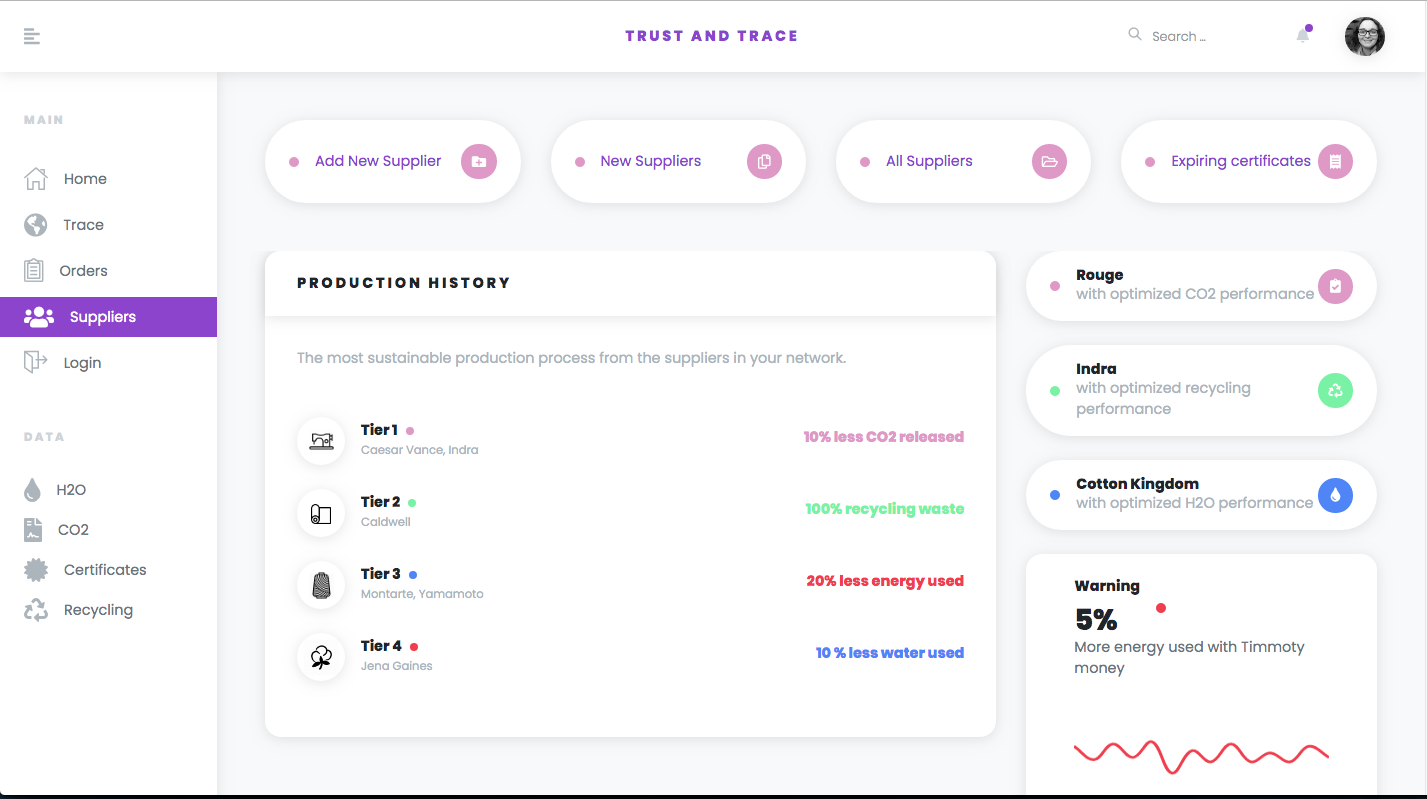 TRUST AND TRACE
Search ...
MAIN
Home
Trace
Orders
Suppliers
Login
DATA
H2O
CO2
Certificates
Recycling
Add New Supplier
New Suppliers
All Suppliers
Expiring certificates
PRODUCTION HISTORY
The most sustainable production process from the suppliers in your network.
Tier 1
Caesar Vance, Indra
10% less CO2 released
Tier 2
Caldwell
100% recycling waste
Tier 3
Montarte, Yamamoto
20% less energy used
Tier 4
Jena Gaines
10 % less water used
Rouge
with optimized CO2 performance
Indra
with optimized recycling
performance
Cotton Kingdom
with optimized H2O performance
Warning
5%
More energy used with Timmoty
money